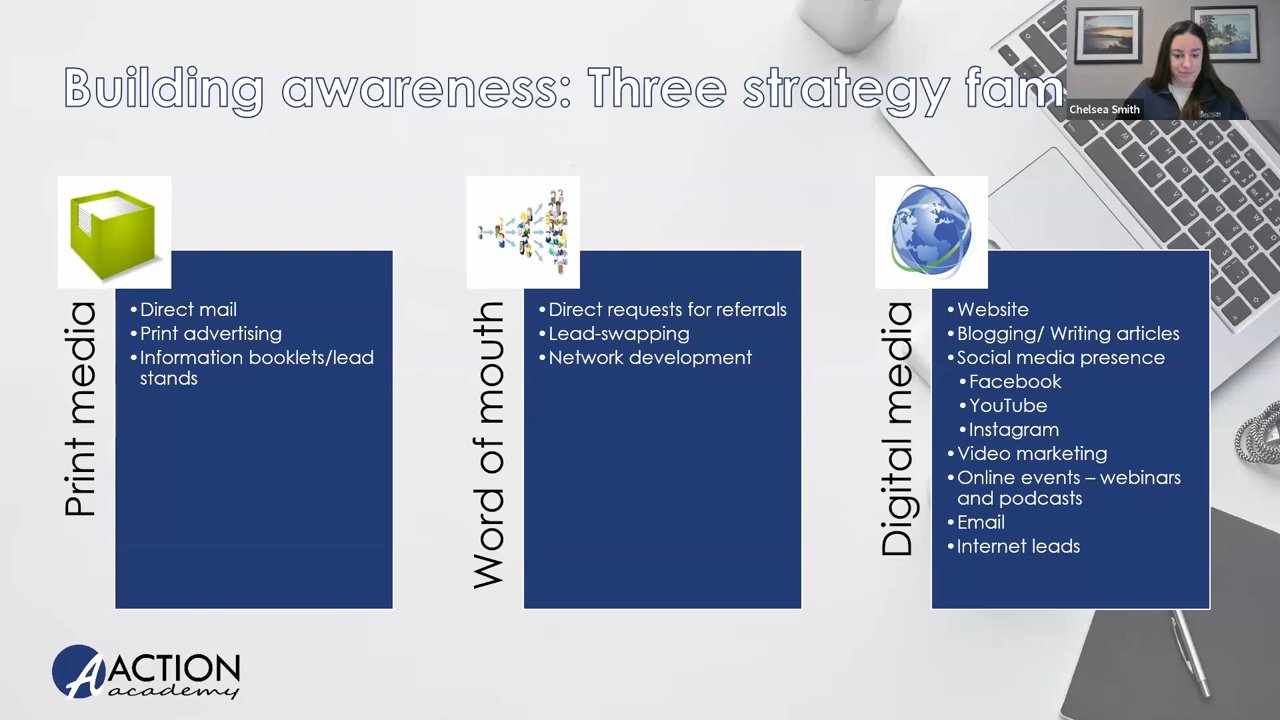 Building awareness: Three strategy fam
Chelsea Smith
Print media
•Direct mail
•Print advertising
•Information booklets/lead
stands
Word of mouth
•Direct requests for referrals
•Lead-swapping
•Network development
Digital media
•Website
•Blogging/ Writing articles
•Social media presence
•Facebook
•YouTube
•Instagram
•Video marketing
•Online events – webinars
and podcasts
•Email
•Internet leads
ACTION
academy